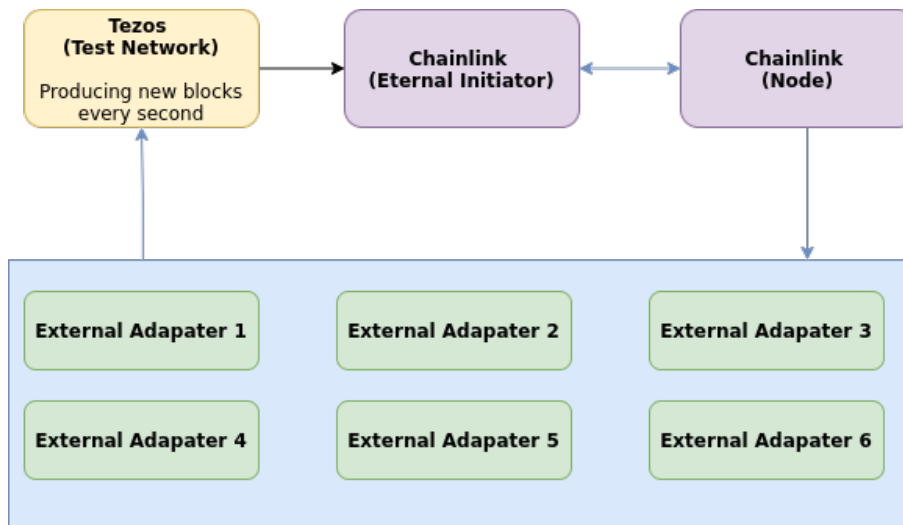 Tezos
(Test Network)
Producing new blocks
every second
Chainlink
(Eternal Initiator)
Chainlink
(Node)
External Adapater 1
External Adapater 2
External Adapater 3
External Adapater 4
External Adapater 5
External Adapater 6